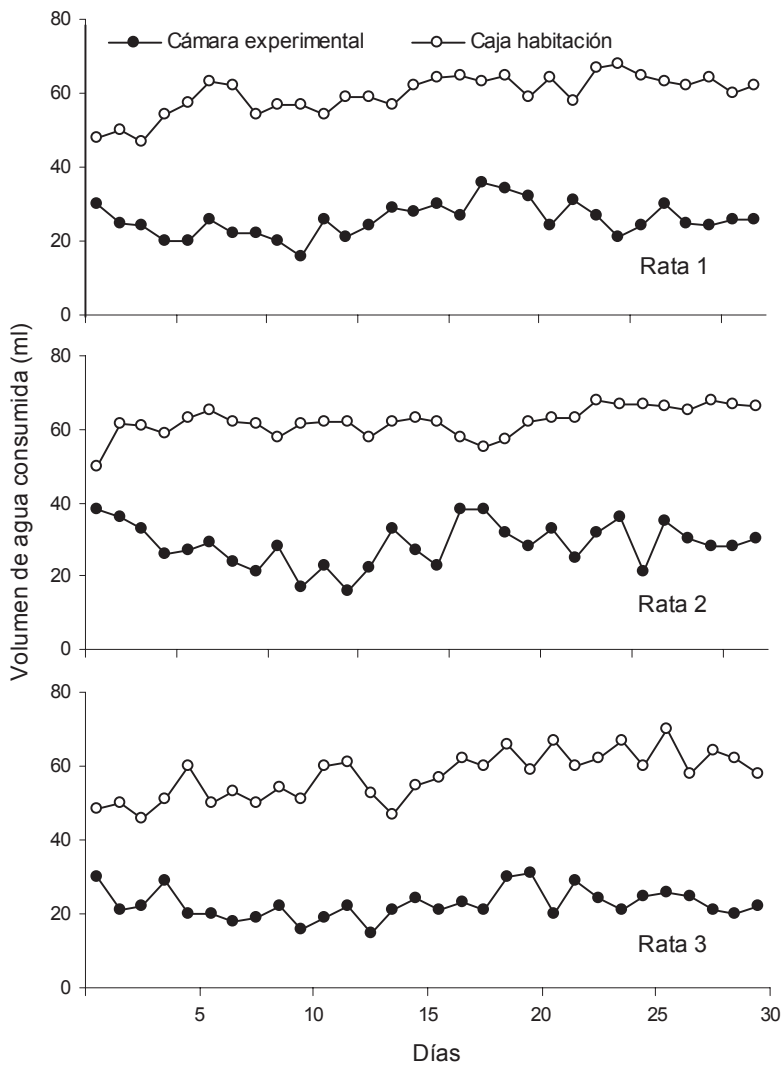 80
Cámara experimental
Caja habitación
60
40
20
Rata 1
0
Volumen de agua consumida (ml)
80
60
40
20
Rata 2
0
80
60
40
20
Rata 3
0
5 10 15 20 25 30
Días